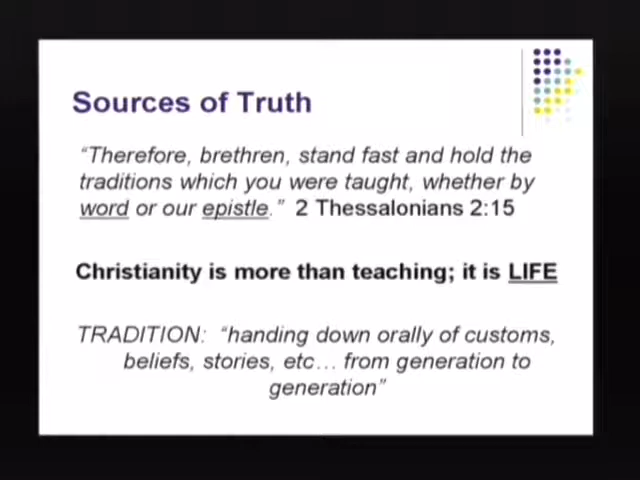 Sources of Truth
“Therefore, brethren, stand fast and hold the
traditions which you were taught, whether by
word or our epistle.” 2 Thessalonians 2:15
Christianity is more than teaching; it is LIFE
TRADITION: “handing down orally of customs,
beliefs, stories, etc… from generation to
generation”